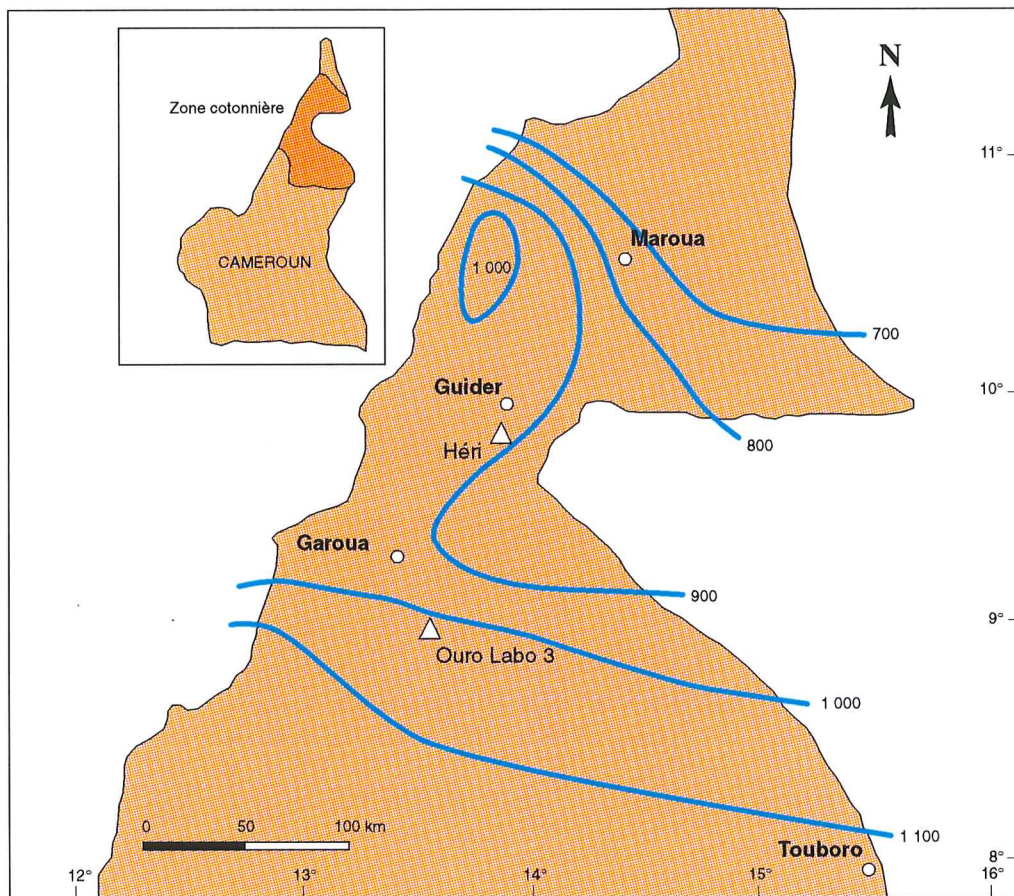 Zone cotonnière
CAMEROUN
N
11°
Maroua
1 000
700
10°
Guider
Héri
800
Garoua
900
9°
Ouro Labo 3
1 000
0 50 100 km
1 100
Touboro
8°
12° 13° 14° 15° 16°